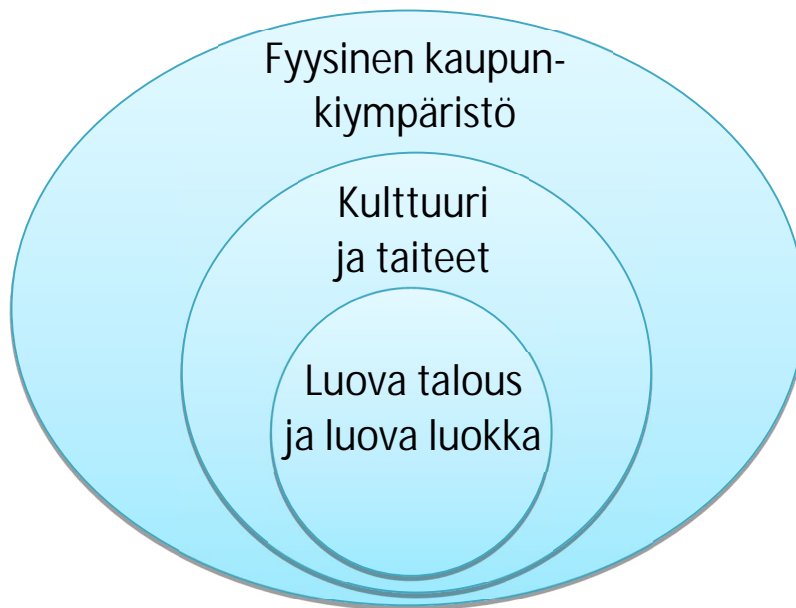 Fyysinen kaupun-
kiympäristö
Kulttuuri
ja taiteet
Luova talous
ja luova luokka